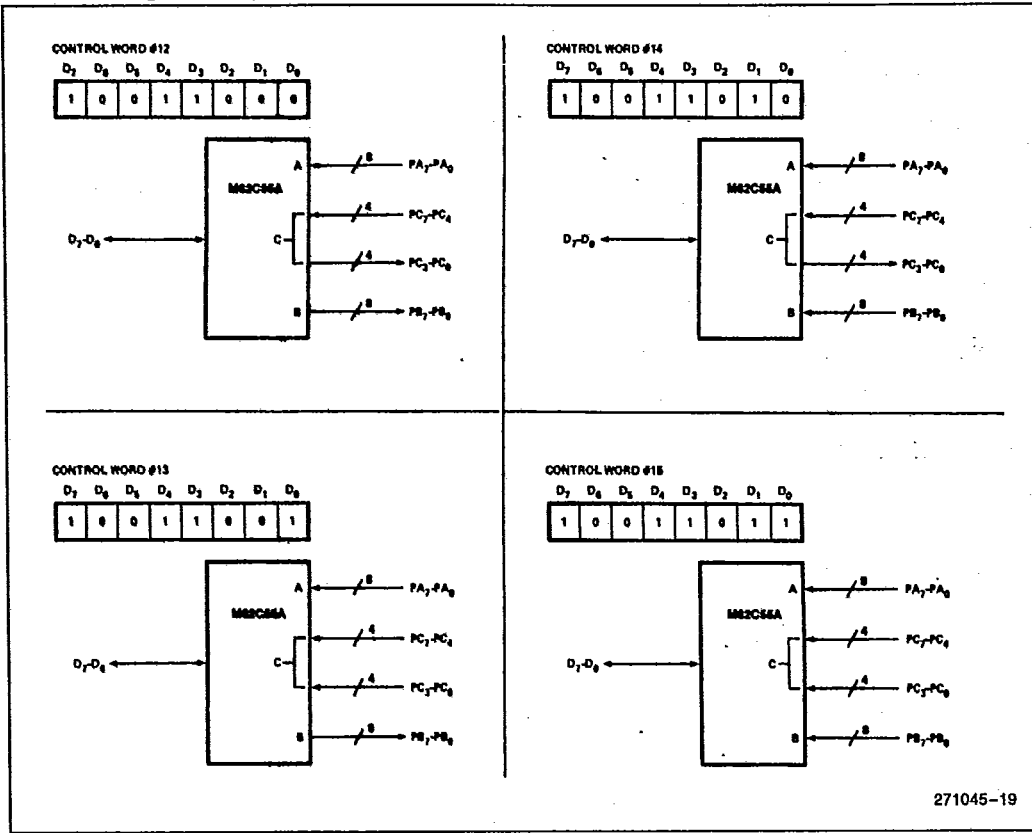 CONTROL WORD #12
D₇ D₆ D₅ D₄ D₃ D₂ D₁ D₀
1 0 0 1 1 0 0 0
M82C55A
A
8
PA₇-PA₀
4
PC₇-PC₄
D₇-D₀
C
4
PC₃-PC₀
B
8
PB₇-PB₀
CONTROL WORD #14
D₇ D₆ D₅ D₄ D₃ D₂ D₁ D₀
1 0 0 1 1 0 1 0
M82C55A
A
8
PA₇-PA₀
4
PC₇-PC₄
D₇-D₀
C
4
PC₃-PC₀
B
8
PB₇-PB₀
CONTROL WORD #13
D₇ D₆ D₅ D₄ D₃ D₂ D₁ D₀
1 0 0 1 1 0 0 1
M82C55A
A
8
PA₇-PA₀
4
PC₇-PC₄
D₇-D₀
C
4
PC₃-PC₀
B
8
PB₇-PB₀
CONTROL WORD #15
D₇ D₆ D₅ D₄ D₃ D₂ D₁ D₀
1 0 0 1 1 0 1 1
M82C55A
A
8
PA₇-PA₀
4
PC₇-PC₄
D₇-D₀
C
4
PC₃-PC₀
B
8
PB₇-PB₀
271045-19